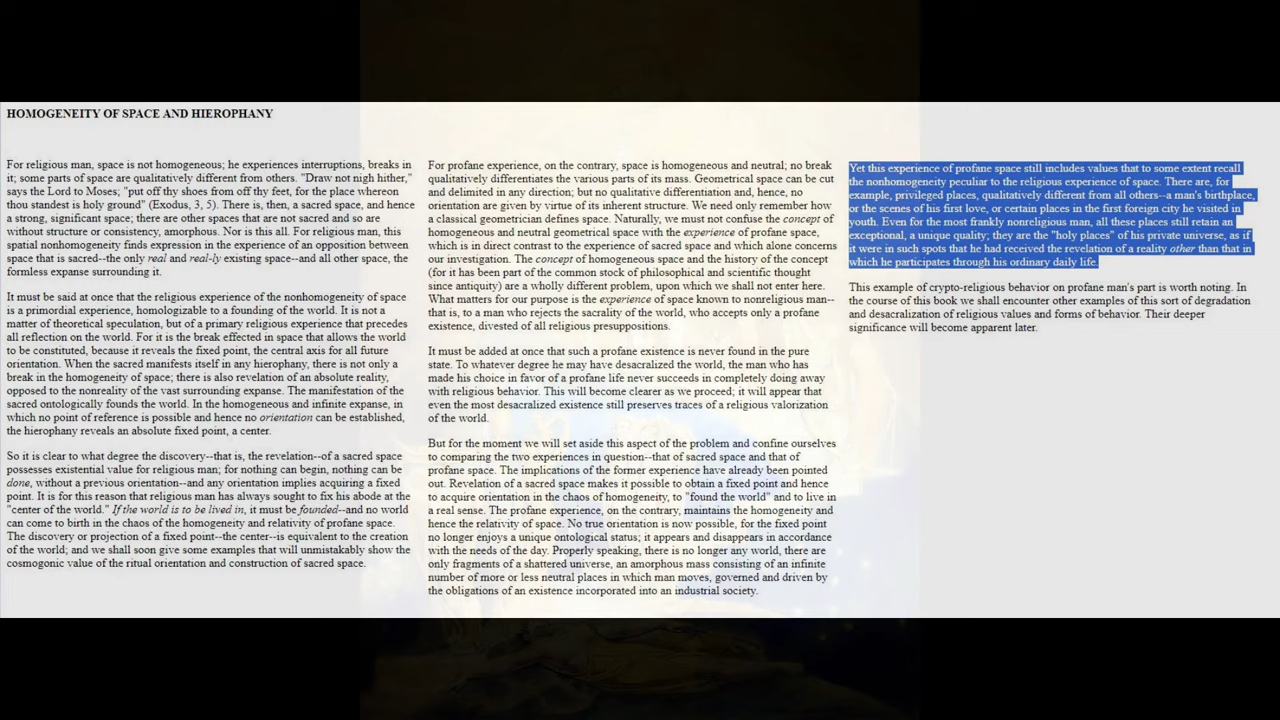 HOMOGENEITY OF SPACE AND HIEROPHANY
For religious man, space is not homogeneous; he experiences interruptions, breaks in
it; some parts of space are qualitatively different from others. "Draw not nigh hither,"
says the Lord to Moses; "put off thy shoes from off thy feet, for the place whereon
thou standest is holy ground" (Exodus, 3, 5). There is, then, a sacred space, and hence
a strong, significant space; there are other spaces that are not sacred and so are
without structure or consistency, amorphous. Nor is this all. For religious man, this
spatial nonhomogeneity finds expression in the experience of an opposition between
space that is sacred--the only real and real-ly existing space--and all other space, the
formless expanse surrounding it.
It must be said at once that the religious experience of the nonhomogeneity of space
is a primordial experience, homologizable to a founding of the world. It is not a
matter of theoretical speculation, but of a primary religious experience that precedes
all reflection on the world. For it is the break effected in space that allows the world
to be constituted, because it reveals the fixed point, the central axis for all future
orientation. When the sacred manifests itself in any hierophany, there is not only a
break in the homogeneity of space; there is also revelation of an absolute reality,
opposed to the nonreality of the vast surrounding expanse. The manifestation of the
sacred ontologically founds the world. In the homogeneous and infinite expanse, in
which no point of reference is possible and hence no orientation can be established,
the hierophany reveals an absolute fixed point, a center.
So it is clear to what degree the discovery--that is, the revelation--of a sacred space
possesses existential value for religious man; for nothing can begin, nothing can be
done, without a previous orientation--and any orientation implies acquiring a fixed
point. It is for this reason that religious man has always sought to fix his abode at the
"center of the world." If the world is to be lived in, it must be founded--and no world
can come to birth in the chaos of the homogeneity and relativity of profane space.
The discovery or projection of a fixed point--the center--is equivalent to the creation
of the world; and we shall soon give some examples that will unmistakably show the
cosmogonic value of the ritual orientation and construction of sacred space.
For profane experience, on the contrary, space is homogeneous and neutral; no break
qualitatively differentiates the various parts of its mass. Geometrical space can be cut
and delimited in any direction; but no qualitative differentiation and, hence, no
orientation are given by virtue of its inherent structure. We need only remember how
a classical geometrician defines space. Naturally, we must not confuse the concept of
homogeneous and neutral geometrical space with the experience of profane space,
which is in direct contrast to the experience of sacred space and which alone concerns
our investigation. The concept of homogeneous space and the history of the concept
(for it has been part of the common stock of philosophical and scientific thought
since antiquity) are a wholly different problem, upon which we shall not enter here.
What matters for our purpose is the experience of space known to nonreligious man--
that is, to a man who rejects the sacrality of the world, who accepts only a profane
existence, divested of all religious presuppositions.
It must be added at once that such a profane existence is never found in the pure
state. To whatever degree he may have desacralized the world, the man who has
made his choice in favor of a profane life never succeeds in completely doing away
with religious behavior. This will become clearer as we proceed; it will appear that
even the most desacralized existence still preserves traces of a religious valorization
of the world.
But for the moment we will set aside this aspect of the problem and confine ourselves
to comparing the two experiences in question--that of sacred space and that of
profane space. The implications of the former experience have already been pointed
out. Revelation of a sacred space makes it possible to obtain a fixed point and hence
to acquire orientation in the chaos of homogeneity, to "found the world" and to live in
a real sense. The profane experience, on the contrary, maintains the homogeneity and
hence the relativity of space. No true orientation is now possible, for the fixed point
no longer enjoys a unique ontological status; it appears and disappears in accordance
with the needs of the day. Properly speaking, there is no longer any world, there are
only fragments of a shattered universe, an amorphous mass consisting of an infinite
number of more or less neutral places in which man moves, governed and driven by
the obligations of an existence incorporated into an industrial society.
Yet this experience of profane space still includes values that to some extent recall
the nonhomogeneity peculiar to the religious experience of space. There are, for
example, privileged places, qualitatively different from all others--a man's birthplace,
or the scenes of his first love, or certain places in the first foreign city he visited in
youth. Even for the most frankly nonreligious man, all these places still retain an
exceptional, a unique quality; they are the "holy places" of his private universe, as if
it were in such spots that he had received the revelation of a reality other than that in
which he participates through his ordinary daily life.
This example of crypto-religious behavior on profane man's part is worth noting. In
the course of this book we shall encounter other examples of this sort of degradation
and desacralization of religious values and forms of behavior. Their deeper
significance will become apparent later.